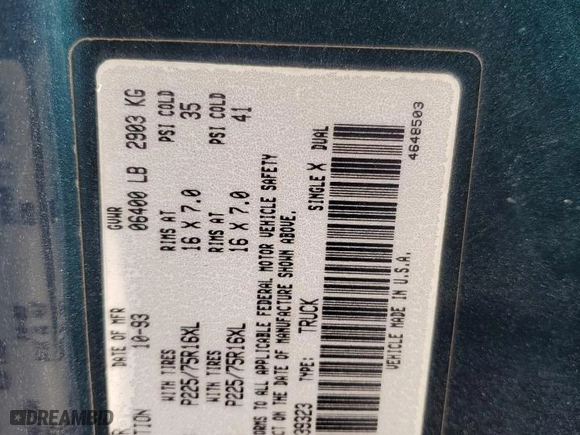 R DATE OF MFR GVWR
TION 10-93 06400 LB 2903 KG
WITH TIRES RIMS AT PSI COLD
P225/75R16XL 16 X 7.0 35
WITH TIRES RIMS AT PSI COLD
P225/75R16XL 16 X 7.0 41
ORMS TO ALL APPLICABLE FEDERAL MOTOR VEHICLE SAFETY
CT ON THE DATE OF MANUFACTURE SHOWN ABOVE.
39323 TYPE: TRUCK SINGLE X DUAL
VEHICLE MADE IN U.S.A.
4648503
DREAMBID